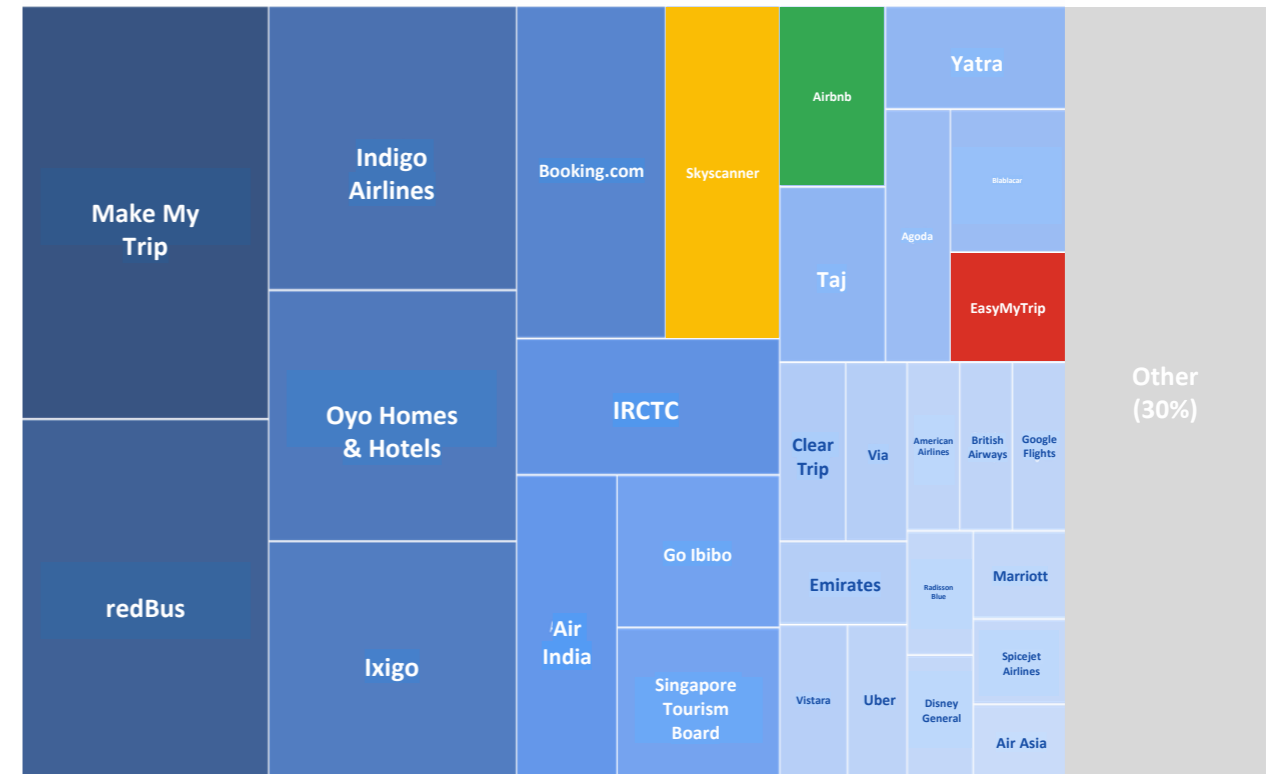 Make My
Trip
redBus
Indigo
Airlines
Oyo Homes
& Hotels
Ixigo
Booking.com
Skyscanner
IRCTC
Air
India
Go Ibibo
Singapore
Tourism
Board
Airbnb
Taj
Yatra
Agoda
Blablacar
EasyMyTrip
Clear
Trip
Via
American
Airlines
British
Airways
Google
Flights
Emirates
Vistara
Uber
Radisson
Blue
Disney
General
Marriott
Spicejet
Airlines
Air Asia
Other
(30%)